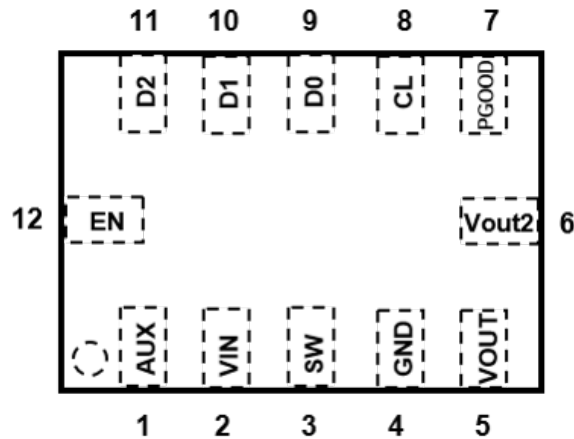 11 10 9 8 7
D2 D1 D0 CL PGOOD
12 EN Vout2 6
AUX VIN SW GND VOUT
1 2 3 4 5